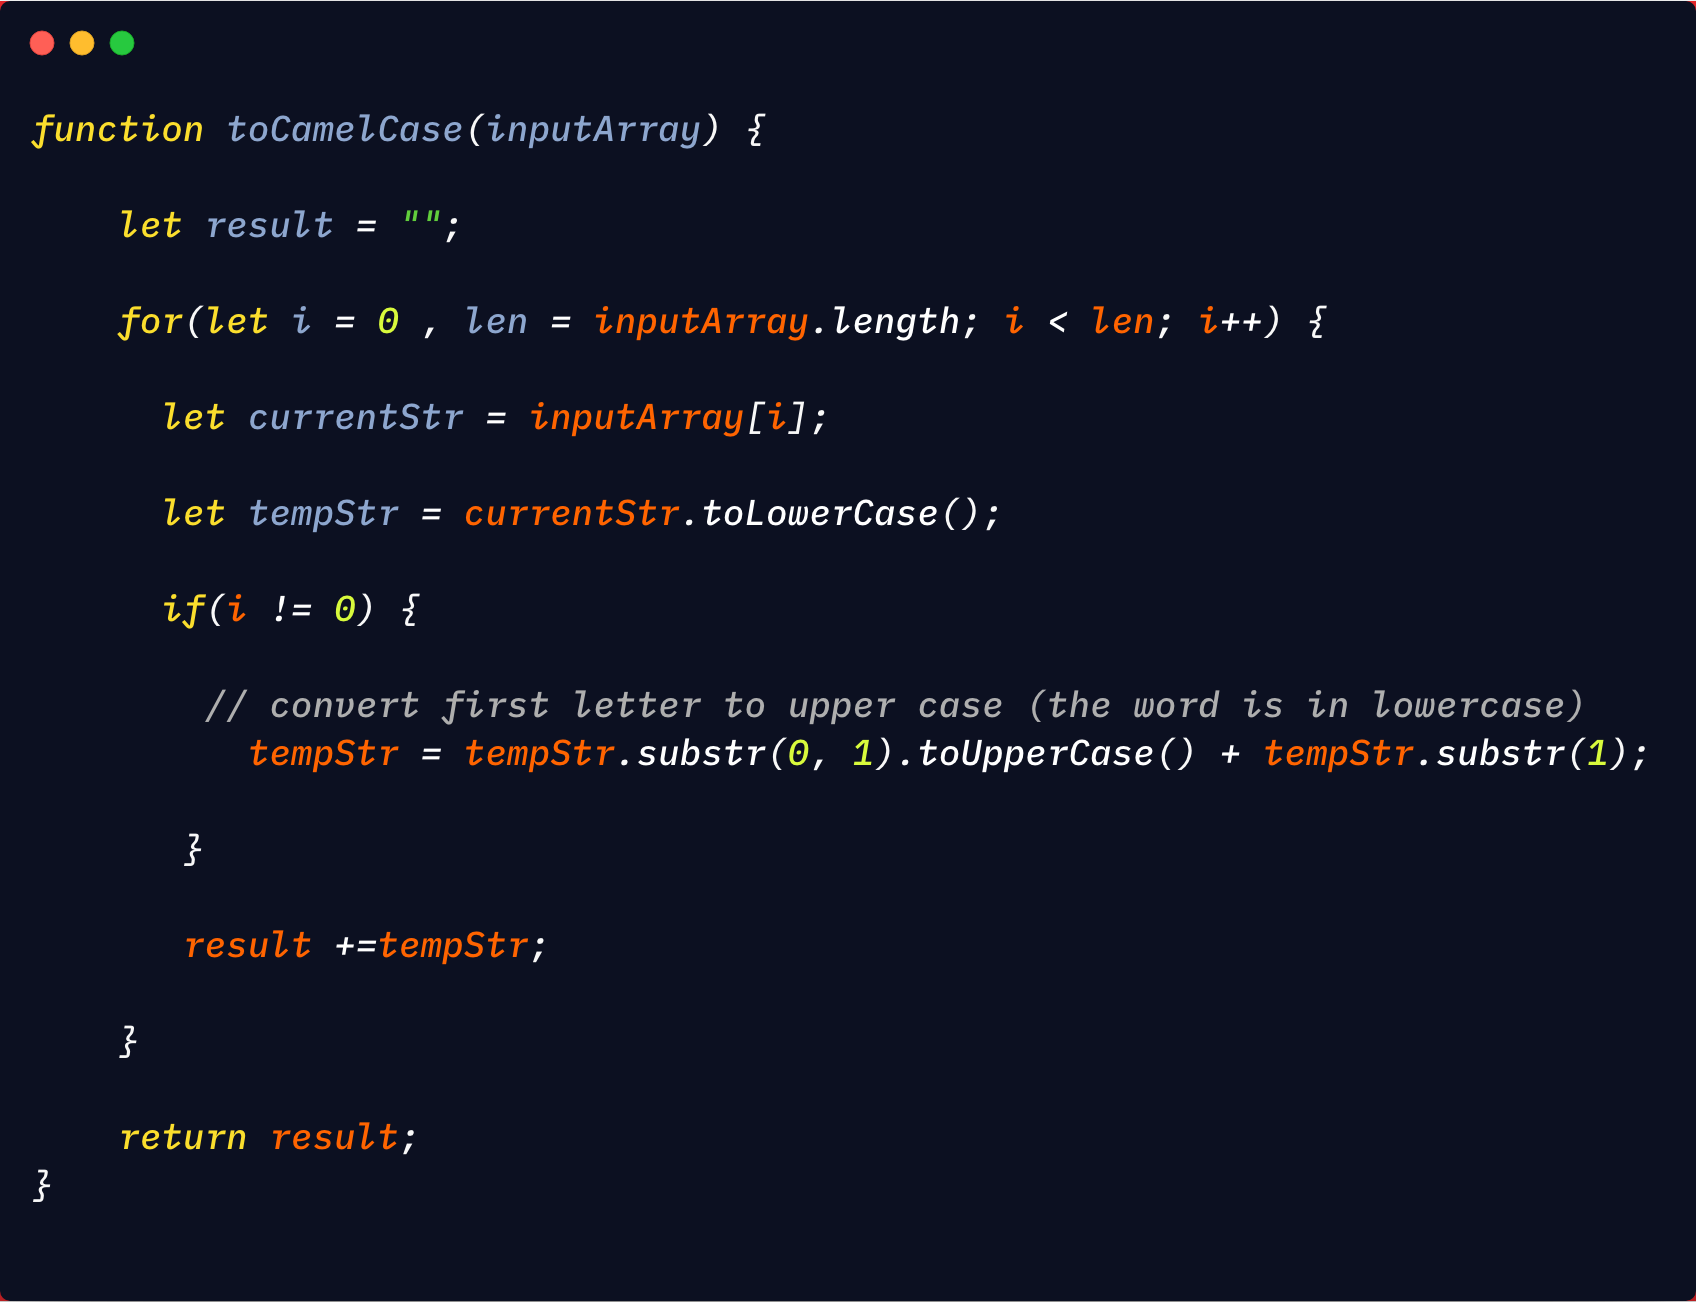 function toCamelCase(inputArray) {
let result = "";
for(let i = 0 , len = inputArray.length; i < len; i++) {
let currentStr = inputArray[i];
let tempStr = currentStr.toLowerCase();
if(i != 0) {
// convert first letter to upper case (the word is in lowercase)
tempStr = tempStr.substr(0, 1).toUpperCase() + tempStr.substr(1);
}
result +=tempStr;
}
return result;
}